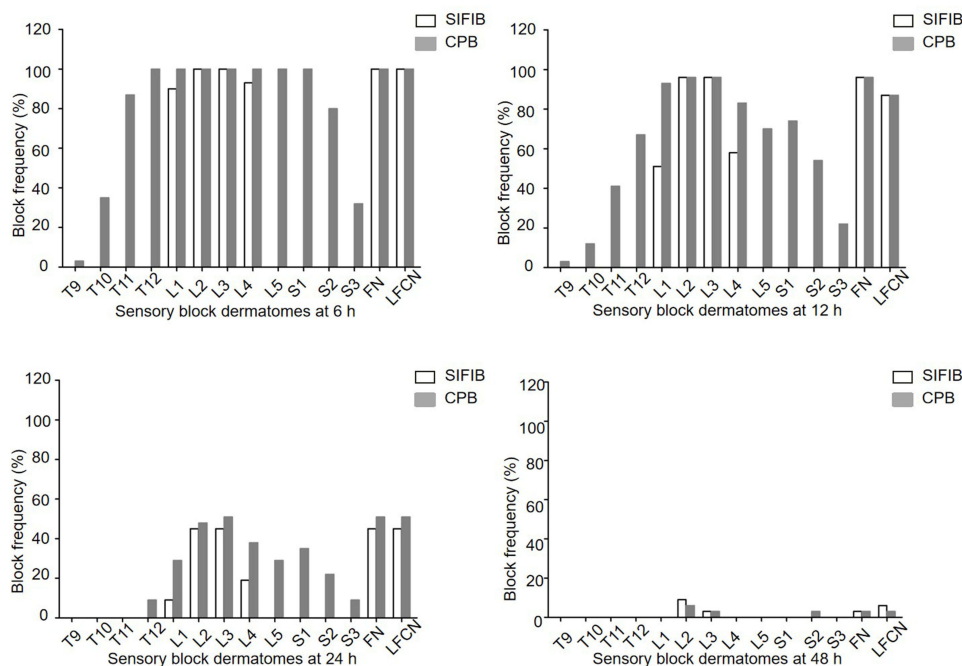 SIFIB
CPB
120
100
80
60
40
20
0
Block frequency (%)
T9 T10 T11 T12 L1 L2 L3 L4 L5 S1 S2 S3 FN LFCN
Sensory block dermatomes at 6 h
SIFIB
CPB
120
100
80
60
40
20
0
Block frequency (%)
T9 T10 T11 T12 L1 L2 L3 L4 L5 S1 S2 S3 FN LFCN
Sensory block dermatomes at 12 h
SIFIB
CPB
120
100
80
60
40
20
0
Block frequency (%)
T9 T10 T11 T12 L1 L2 L3 L4 L5 S1 S2 S3 FN LFCN
Sensory block dermatomes at 24 h
SIFIB
CPB
120
100
80
60
40
20
0
Block frequency (%)
T9 T10 T11 T12 L1 L2 L3 L4 L5 S1 S2 S3 FN LFCN
Sensory block dermatomes at 48 h